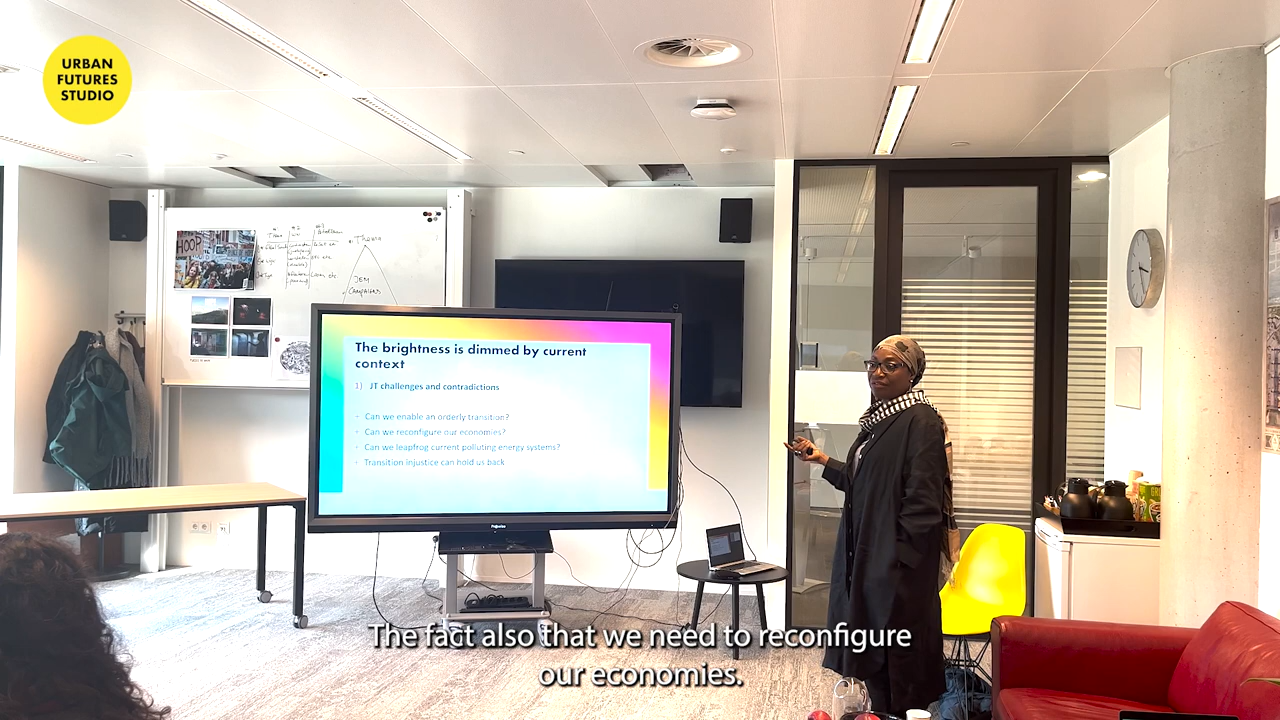 URBAN
FUTURES
STUDIO
HOOP
The brightness is dimmed by current
context
1) JT challenges and contradictions
- Can we enable an orderly transition?
- Can we reconfigure our economies?
- Can we leapfrog current polluting energy systems?
- Transition injustice can hold us back
The fact also that we need to reconfigure
our economies.